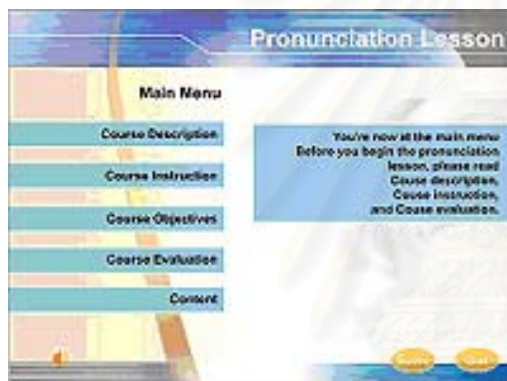 Pronunciation Lesson
Main Menu
Course Description
Course Instruction
Course Objectives
Course Evaluation
Content
You're now at the main menu
Before you begin the pronunciation
lesson, please read
Couse description,
Couse instruction,
and Couse evaluation.